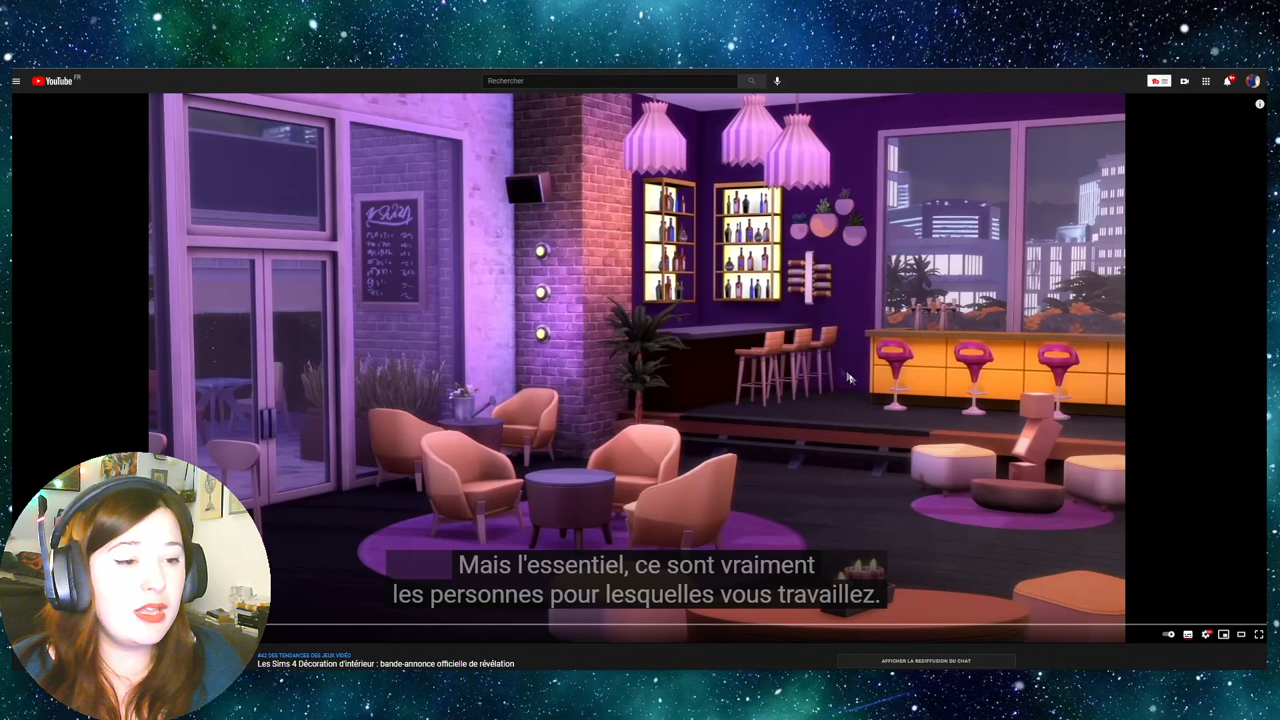 YouTube FR
Rechercher
9+
Mais l'essentiel, ce sont vraiment
les personnes pour lesquelles vous travaillez.
#42 DES TENDANCES DES JEUX VIDÉO
Les Sims 4 Décoration d'intérieur : bande-annonce officielle de révélation
AFFICHER LA REDIFFUSION DU CHAT